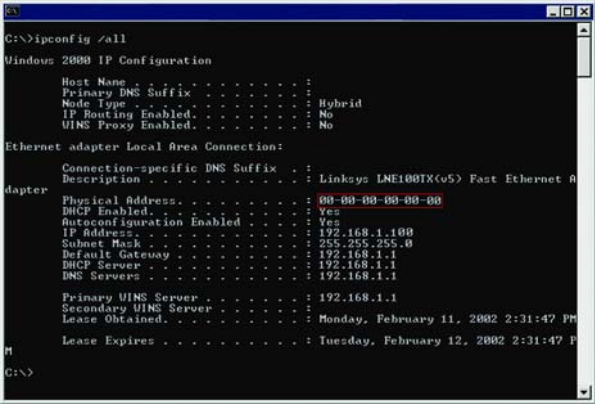 C:\>ipconfig /all
Windows 2000 IP Configuration
Host Name . . . . . . . . . . . . :
Primary DNS Suffix . . . . . . . :
Node Type . . . . . . . . . . . . : Hybrid
IP Routing Enabled. . . . . . . . : No
WINS Proxy Enabled. . . . . . . . : No
Ethernet adapter Local Area Connection:
Connection-specific DNS Suffix . :
Description . . . . . . . . . . . : Linksys LNE100TX(v5) Fast Ethernet A
dapter
Physical Address. . . . . . . . . : 00-00-00-00-00-00
DHCP Enabled. . . . . . . . . . . : Yes
Autoconfiguration Enabled . . . . : Yes
IP Address. . . . . . . . . . . . : 192.168.1.100
Subnet Mask . . . . . . . . . . . : 255.255.255.0
Default Gateway . . . . . . . . . : 192.168.1.1
DHCP Server . . . . . . . . . . . : 192.168.1.1
DNS Servers . . . . . . . . . . . : 192.168.1.1
Primary WINS Server . . . . . . . : 192.168.1.1
Secondary WINS Server . . . . . . :
Lease Obtained. . . . . . . . . . : Monday, February 11, 2002 2:31:47 PM
Lease Expires . . . . . . . . . . : Tuesday, February 12, 2002 2:31:47 P
M
C:\>